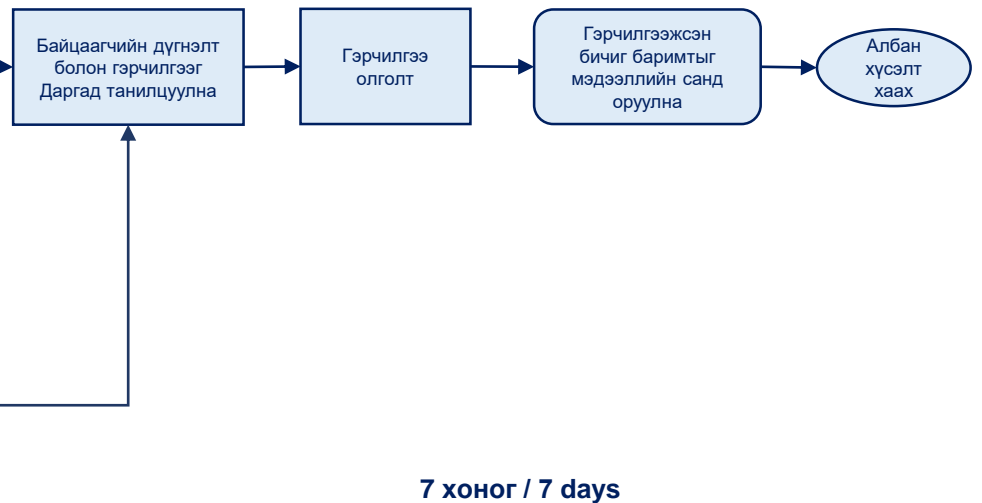 Байцаагчийн дүгнэлт
болон гэрчилгээг
Даргад танилцуулна
Гэрчилгээ
олголт
Гэрчилгээжсэн
бичиг баримтыг
мэдээллийн санд
оруулна
Албан
хүсэлт
хаах
7 хоног / 7 days